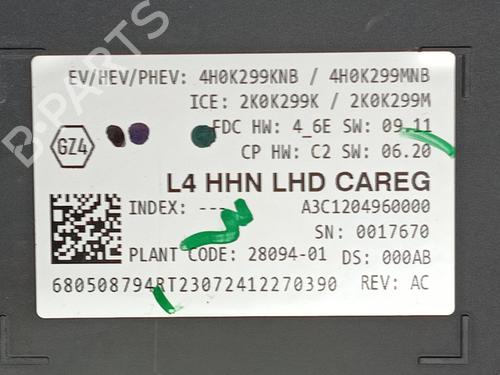 EV/HEV/PHEV: 4H0K299KNB / 4H0K299MNB
ICE: 2K0K299K / 2K0K299M
FDC HW: 4_6E SW: 09.11
GZ4
CP HW: C2 SW: 06.20
L4 HHN LHD CAREG
INDEX: --- A3C1204960000
SN: 0017670
PLANT CODE: 28094-01 DS: 000AB
680508794RT23072412270390 REV: AC
B-PARTS